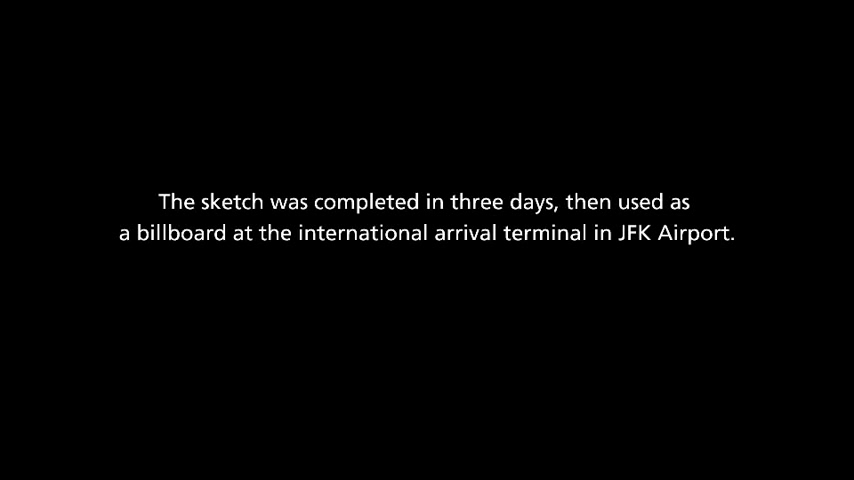 The sketch was completed in three days, then used as
a billboard at the international arrival terminal in JFK Airport.